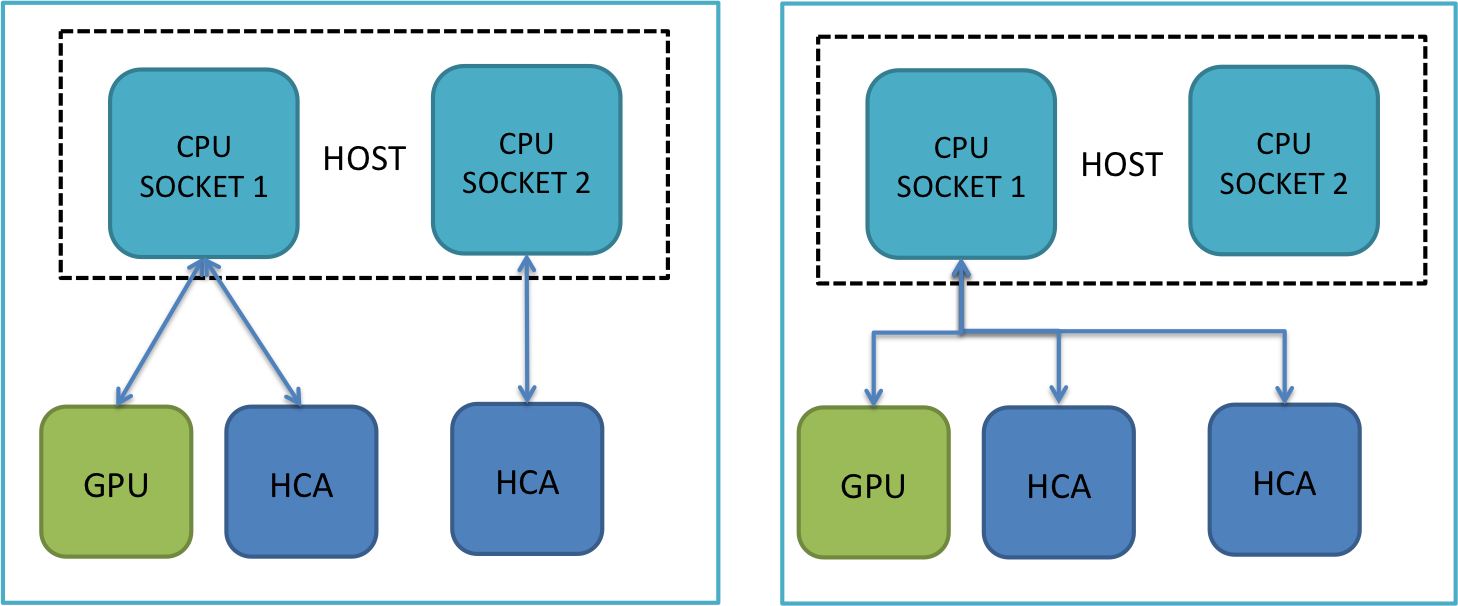 CPU
SOCKET 1
HOST
CPU
SOCKET 2
GPU
HCA
HCA
CPU
SOCKET 1
HOST
CPU
SOCKET 2
GPU
HCA
HCA